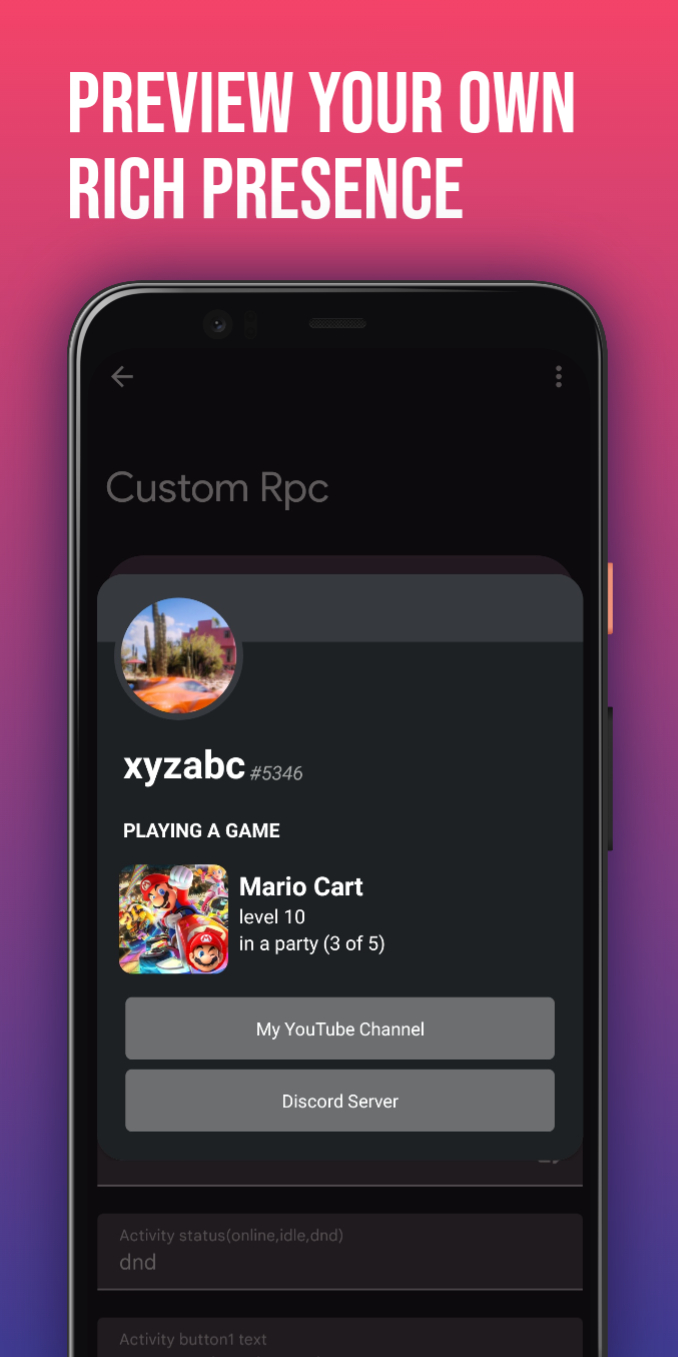 PREVIEW YOUR OWN
RICH PRESENCE
Custom Rpc
xyzabc #5346
PLAYING A GAME
Mario Cart
level 10
in a party (3 of 5)
My YouTube Channel
Discord Server
Activity status(online,idle,dnd)
dnd
Activity button1 text